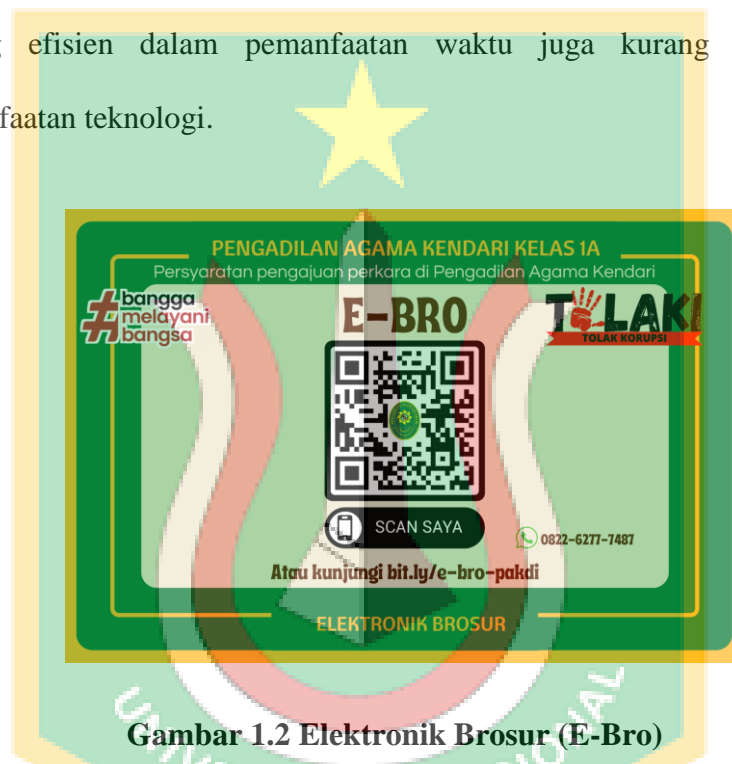 efisien dalam pemanfaatan waktu juga kurang
faatan teknologi.
PENGADILAN AGAMA KENDARI KELAS 1A
Persyaratan pengajuan perkara di Pengadilan Agama Kendari
#bangga
melayani
bangsa
E-BRO
TOLAKI
TOLAK KORUPSI
SCAN SAYA
0822-6277-7487
Atau kunjungi bit.ly/e-bro-pakdi
ELEKTRONIK BROSUR
Gambar 1.2 Elektronik Brosur (E-Bro)